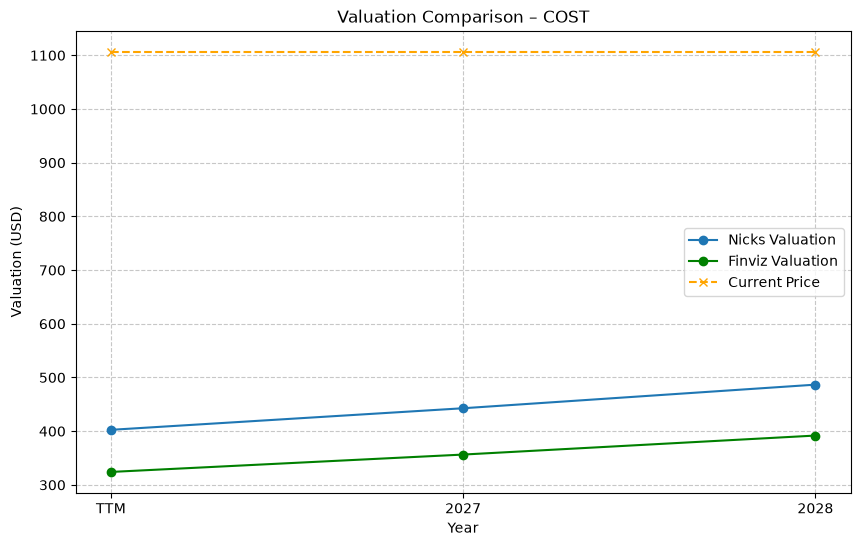 Valuation Comparison – COST
Valuation (USD)
1100
1000
900
800
700
600
500
400
300
Nicks Valuation
Finviz Valuation
Current Price
TTM
2027
2028
Year